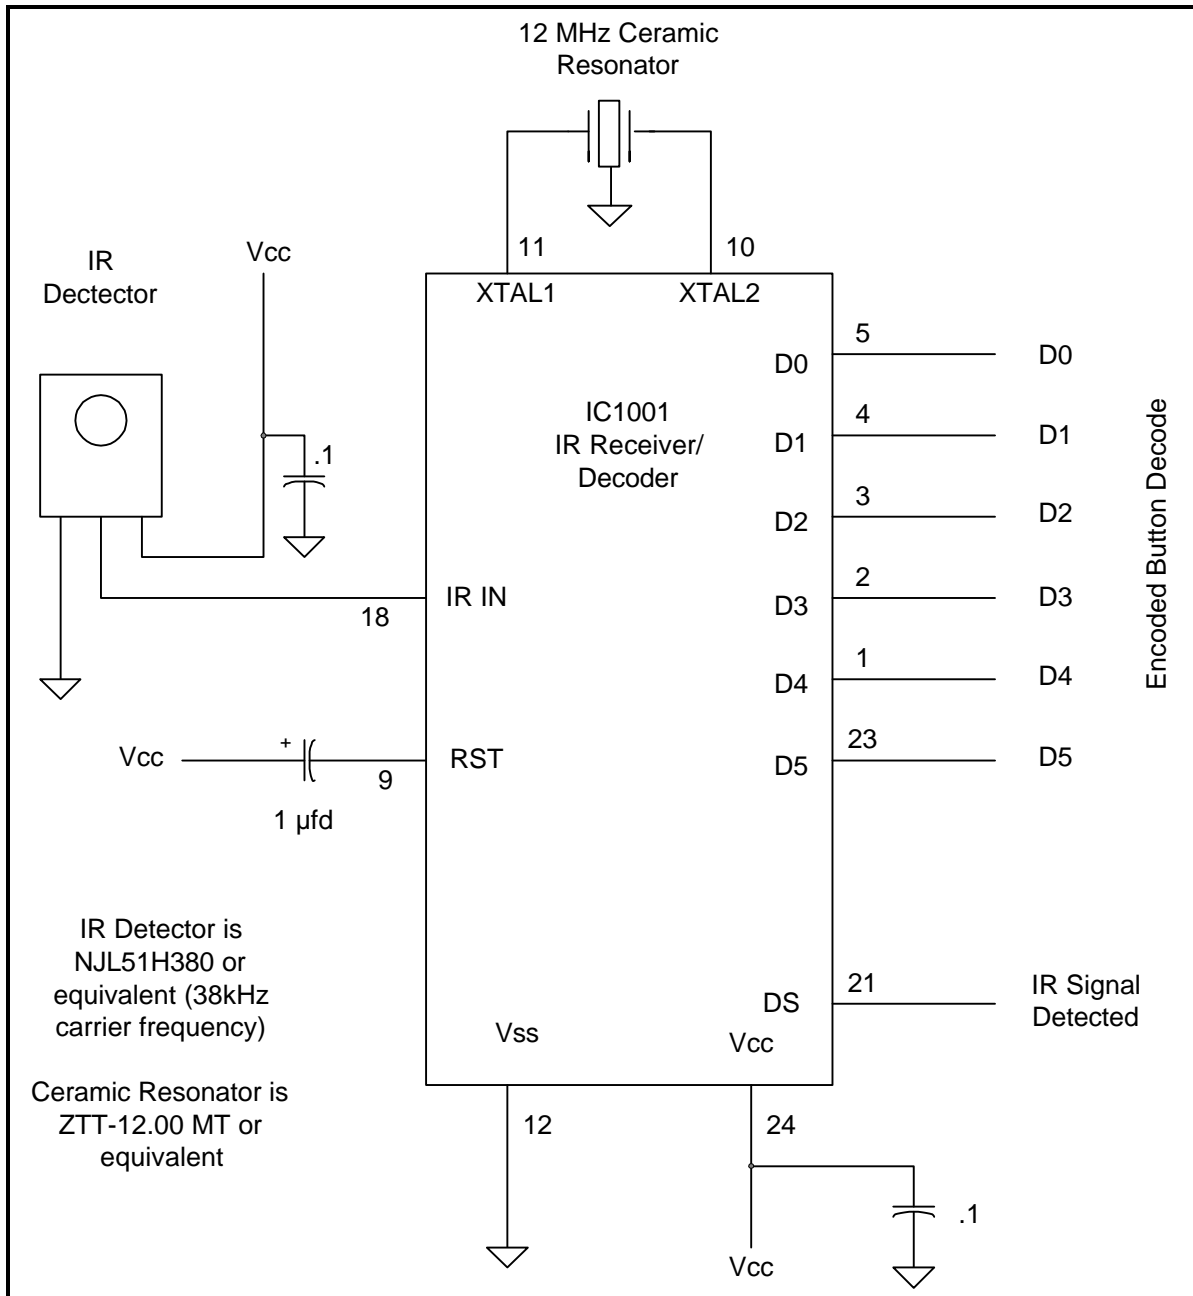 12 MHz Ceramic
Resonator
11
10
Vcc
IR
Dectector
XTAL1
XTAL2
5
D0
D0
IC1001
IR Receiver/
Decoder
4
D1
D1
.1
3
D2
D2
Encoded Button Decode
2
D3
D3
IR IN
18
1
D4
D4
23
D5
D5
Vcc
+
9
RST
1 µfd
IR Detector is
NJL51H380 or
equivalent (38kHz
carrier frequency)
21
DS
IR Signal
Detected
Vss
Vcc
Ceramic Resonator is
ZTT-12.00 MT or
equivalent
12
24
.1
Vcc